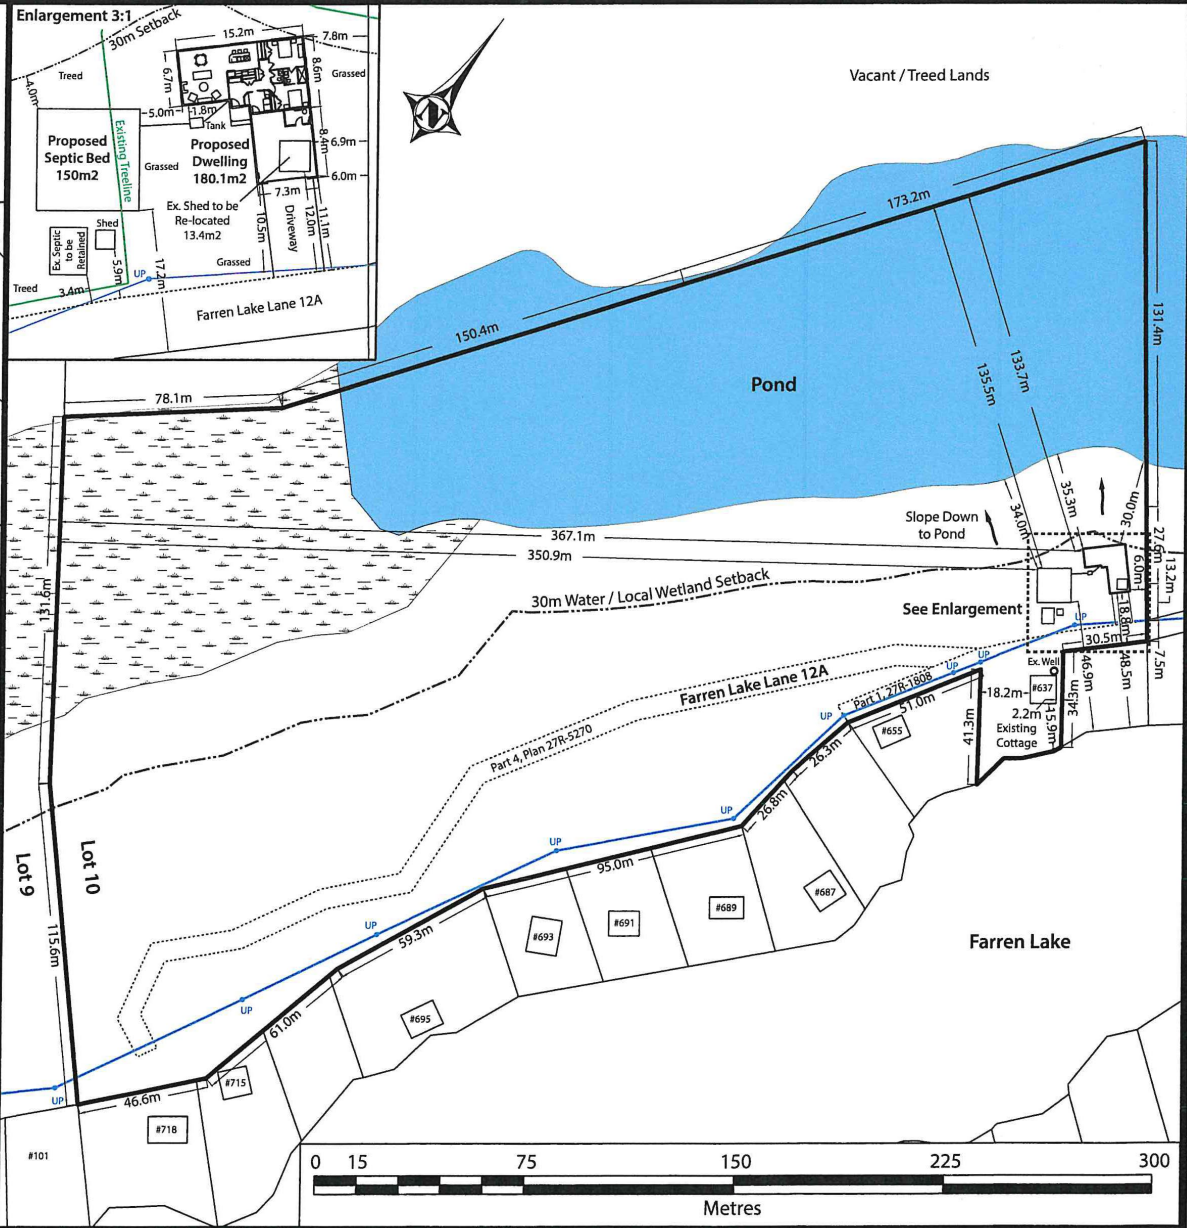 Enlargement 3:1
30m Setback
15.2m
7.8m
Treed
6.7m
8.6m
Grassed
4.0m
5.0m
1.8m
Tank
Existing Treeline
Proposed
Septic Bed
150m2
Proposed
Dwelling
180.1m2
8.4m
6.9m
Grassed
6.0m
7.3m
Ex. Shed to be
Re-located
13.4m2
10.5m
Driveway
12.0m
11.1m
Shed
Ex. Septic
to be
Retained
5.9m
17.2m
Grassed
UP
Treed
3.4m
Farren Lake Lane 12A
N
Vacant / Treed Lands
173.2m
150.4m
131.4m
78.1m
Pond
135.5m
133.7m
35.3m
34.0m
30.0m
Slope Down
to Pond
367.1m
350.9m
27.6m
13.2m
6.0m
131.6m
30m Water / Local Wetland Setback
See Enlargement
18.8m
UP
30.5m
7.5m
Farren Lake Lane 12A
UP
UP
Ex. Well
46.9m
48.5m
Part 1, 27R-1808
51.0m
18.2m
#637
34.3m
UP
#655
41.3m
2.2m
15.9m
Existing
Cottage
Part 4, Plan 27R-5270
26.3m
26.8m
UP
Lot 9
Lot 10
UP
95.0m
#687
#689
#691
#693
115.6m
UP
59.3m
Farren Lake
UP
61.0m
#695
UP
46.6m
#715
#718
#101
0 15 75 150 225 300
Metres